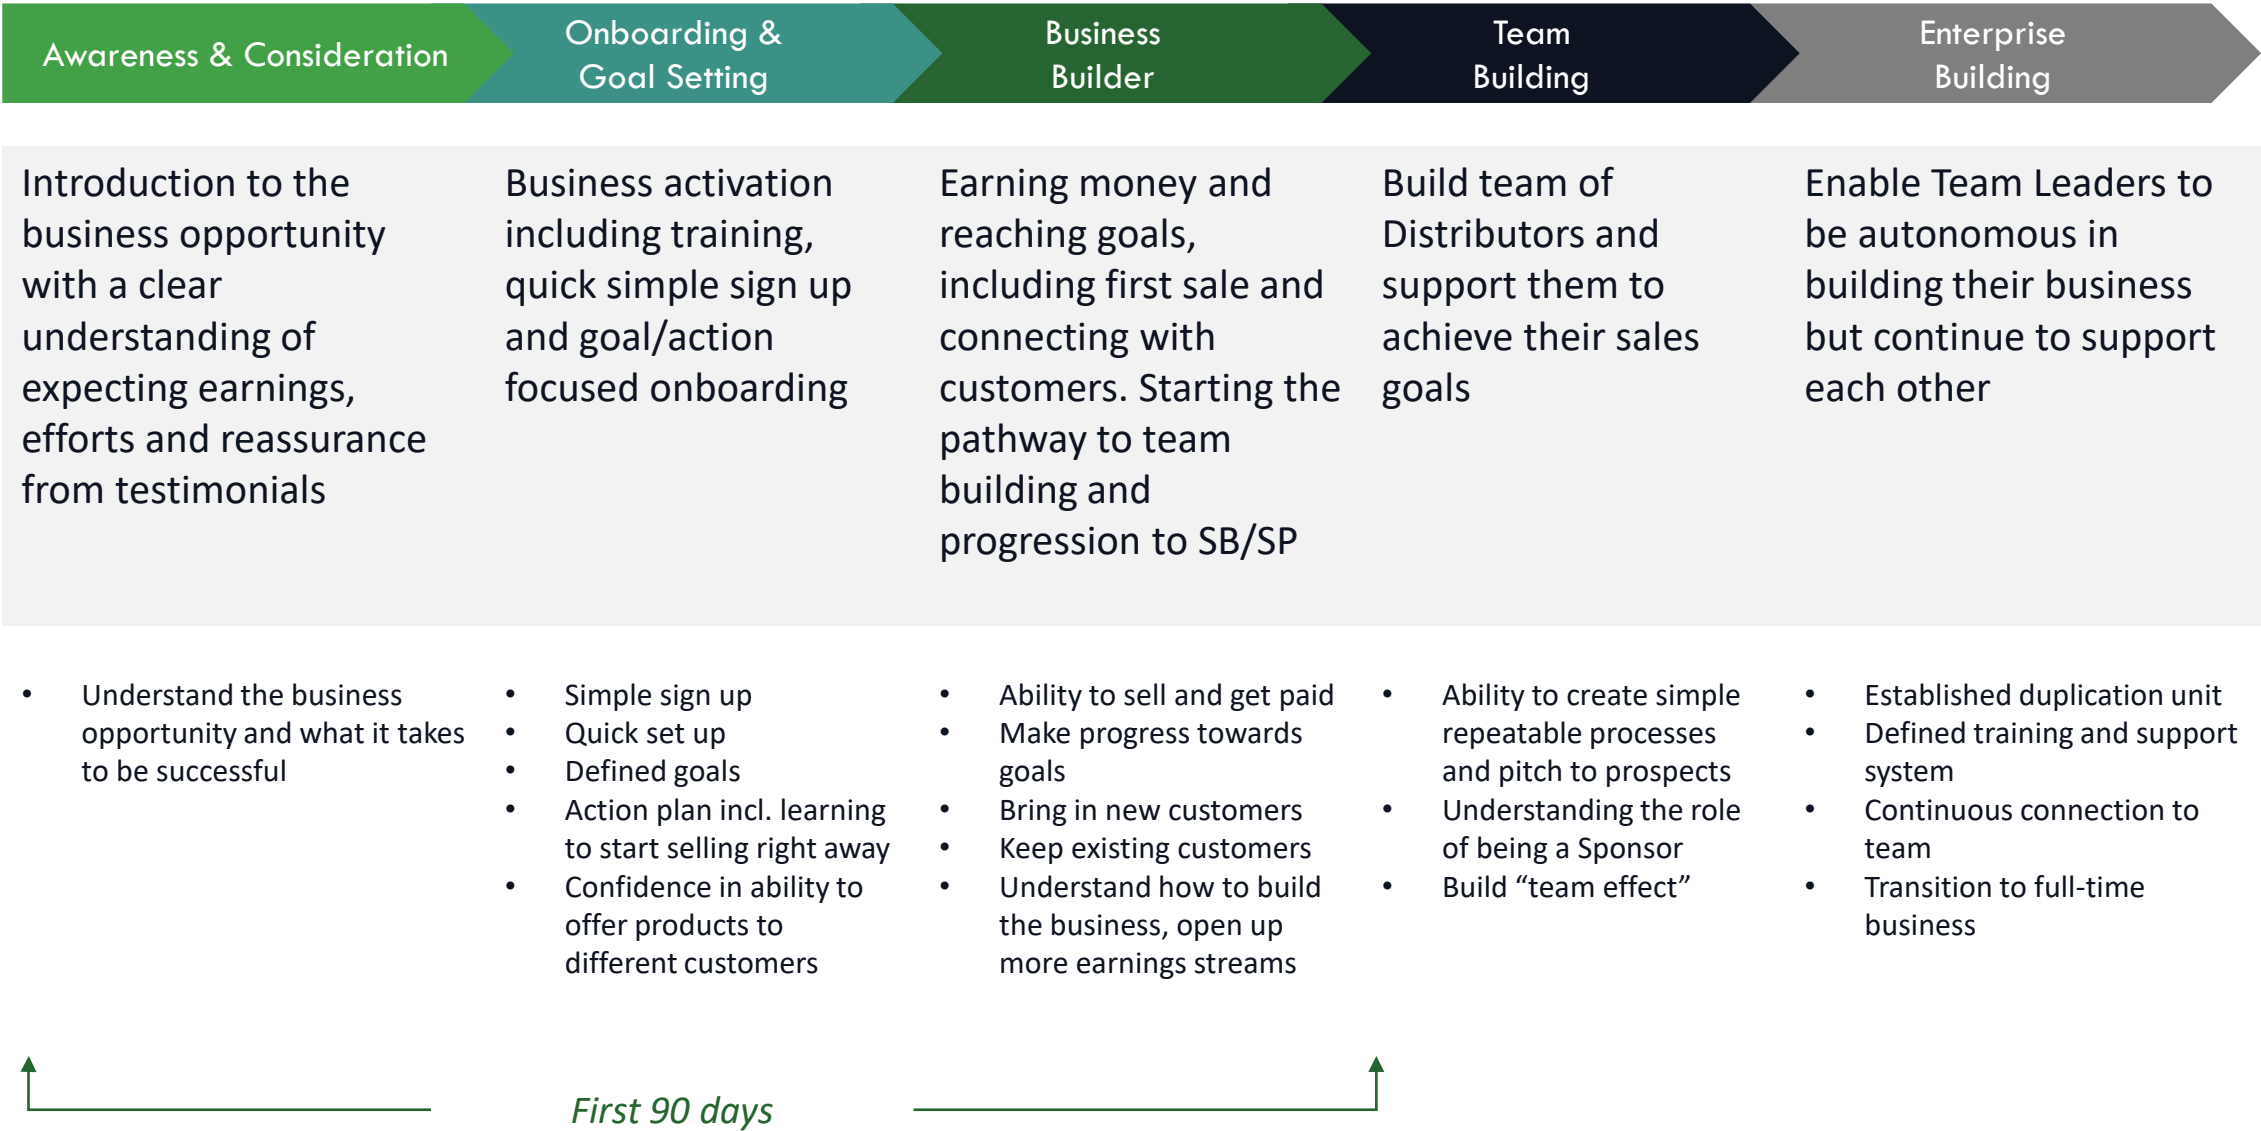 Awareness & Consideration
Onboarding &
Goal Setting
Business
Builder
Team
Building
Enterprise
Building
Introduction to the
business opportunity
with a clear
understanding of
expecting earnings,
efforts and reassurance
from testimonials
Business activation
including training,
quick simple sign up
and goal/action
focused onboarding
Earning money and
reaching goals,
including first sale and
connecting with
customers. Starting the
pathway to team
building and
progression to SB/SP
Build team of
Distributors and
support them to
achieve their sales
goals
Enable Team Leaders to
be autonomous in
building their business
but continue to support
each other
• Understand the business
opportunity and what it takes
to be successful
• Simple sign up
• Quick set up
• Defined goals
• Action plan incl. learning
to start selling right away
• Confidence in ability to
offer products to
different customers
• Ability to sell and get paid
• Make progress towards
goals
• Bring in new customers
• Keep existing customers
• Understand how to build
the business, open up
more earnings streams
• Ability to create simple
repeatable processes
and pitch to prospects
• Understanding the role
of being a Sponsor
• Build “team effect”
• Established duplication unit
• Defined training and support
system
• Continuous connection to
team
• Transition to full-time
business
First 90 days